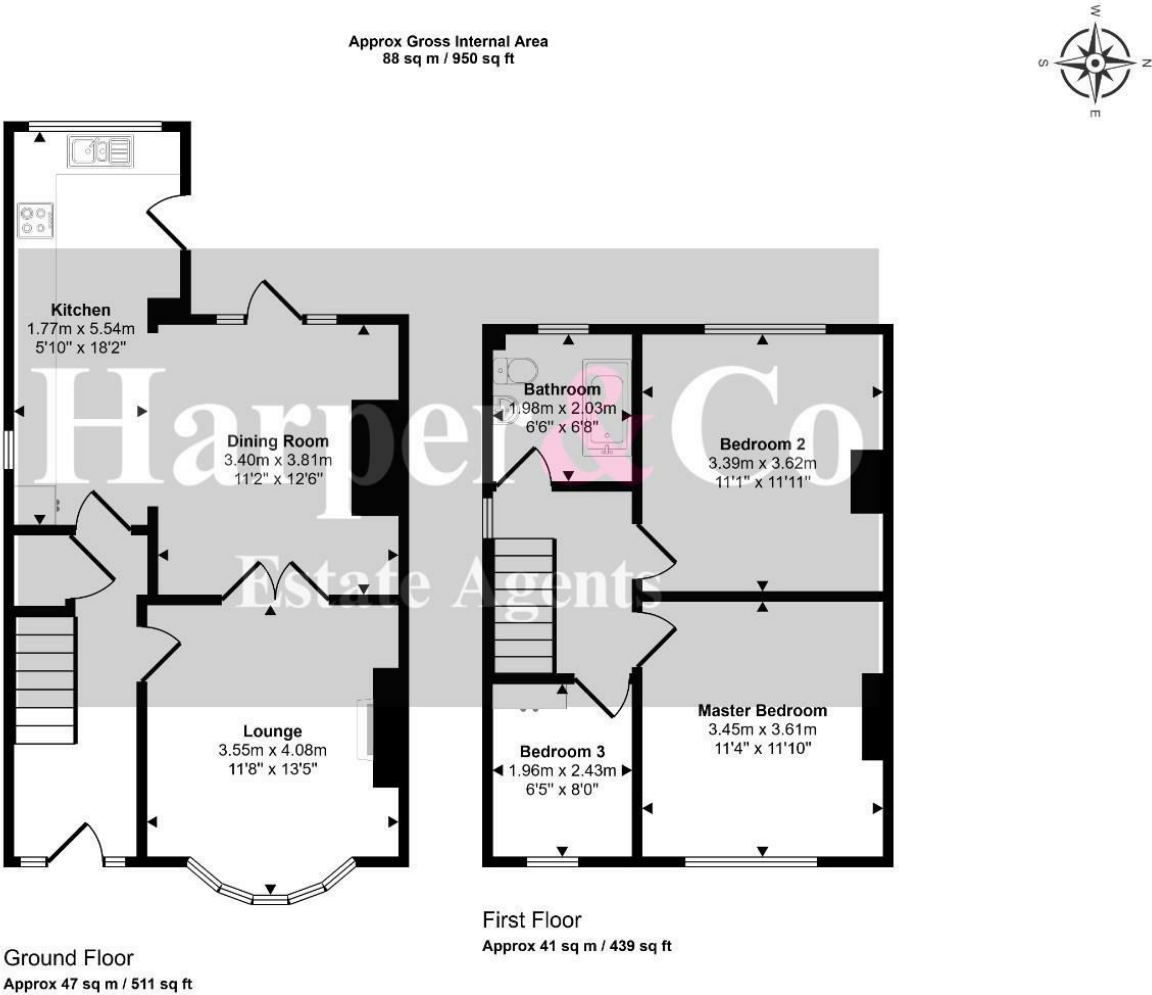 Approx Gross Internal Area
88 sq m / 950 sq ft
W
S
N
E
Kitchen
1.77m x 5.54m
5'10" x 18'2"
Dining Room
3.40m x 3.81m
11'2" x 12'6"
Lounge
3.55m x 4.08m
11'8" x 13'5"
Bathroom
1.98m x 2.03m
6'6" x 6'8"
Bedroom 2
3.39m x 3.62m
11'1" x 11'11"
Master Bedroom
3.45m x 3.61m
11'4" x 11'10"
Bedroom 3
1.96m x 2.43m
6'5" x 8'0"
Harper&Co
Estate Agents
Ground Floor
Approx 47 sq m / 511 sq ft
First Floor
Approx 41 sq m / 439 sq ft